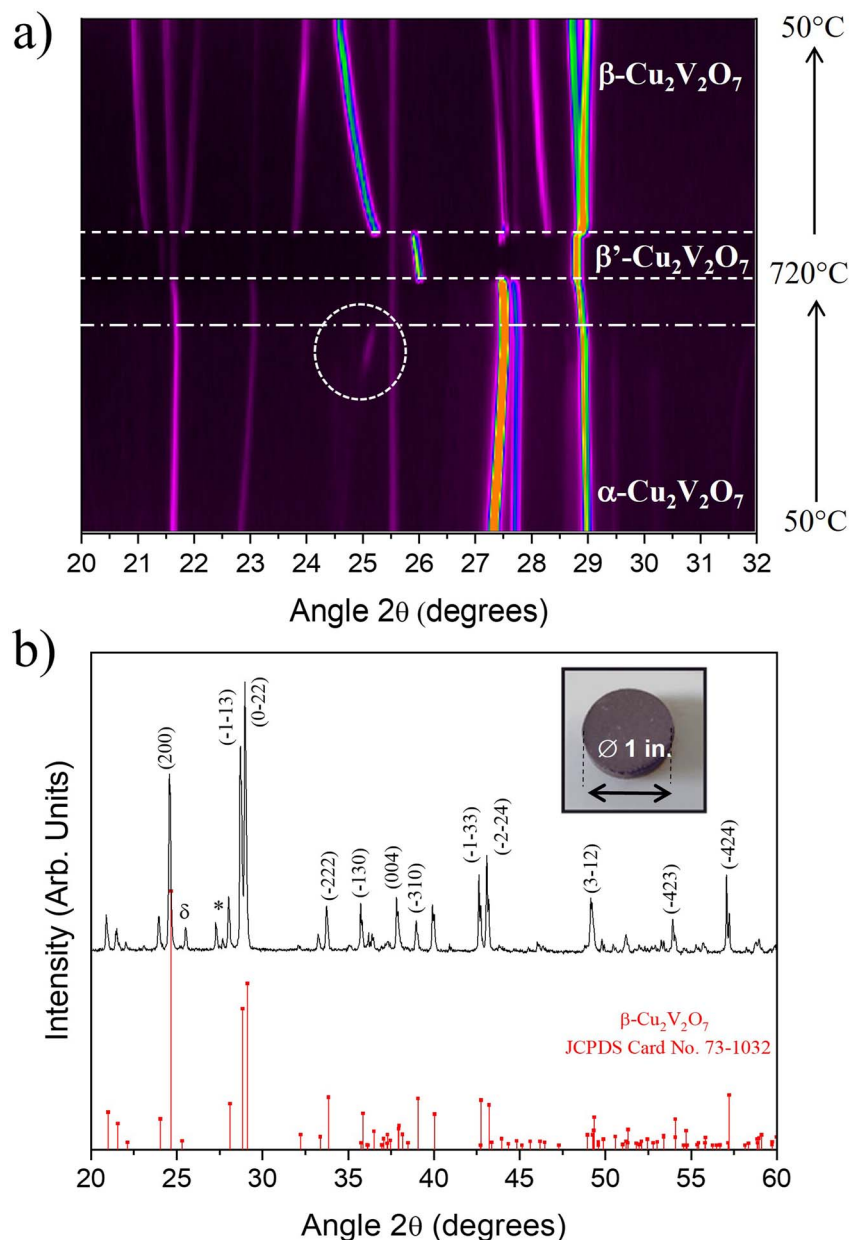 a)
50°C
β-Cu₂V₂O₇
β’-Cu₂V₂O₇
720°C
α-Cu₂V₂O₇
50°C
20 21 22 23 24 25 26 27 28 29 30 31 32
Angle 2θ (degrees)
b)
Intensity (Arb. Units)
(200)
δ
*
(-1-13)
(0-22)
(-222)
(-130)
(004)
(-310)
(-1-33)
(-2-24)
(3-12)
(-423)
(-424)
∅ 1 in.
β-Cu₂V₂O₇
JCPDS Card No. 73-1032
20 25 30 35 40 45 50 55 60
Angle 2θ (degrees)